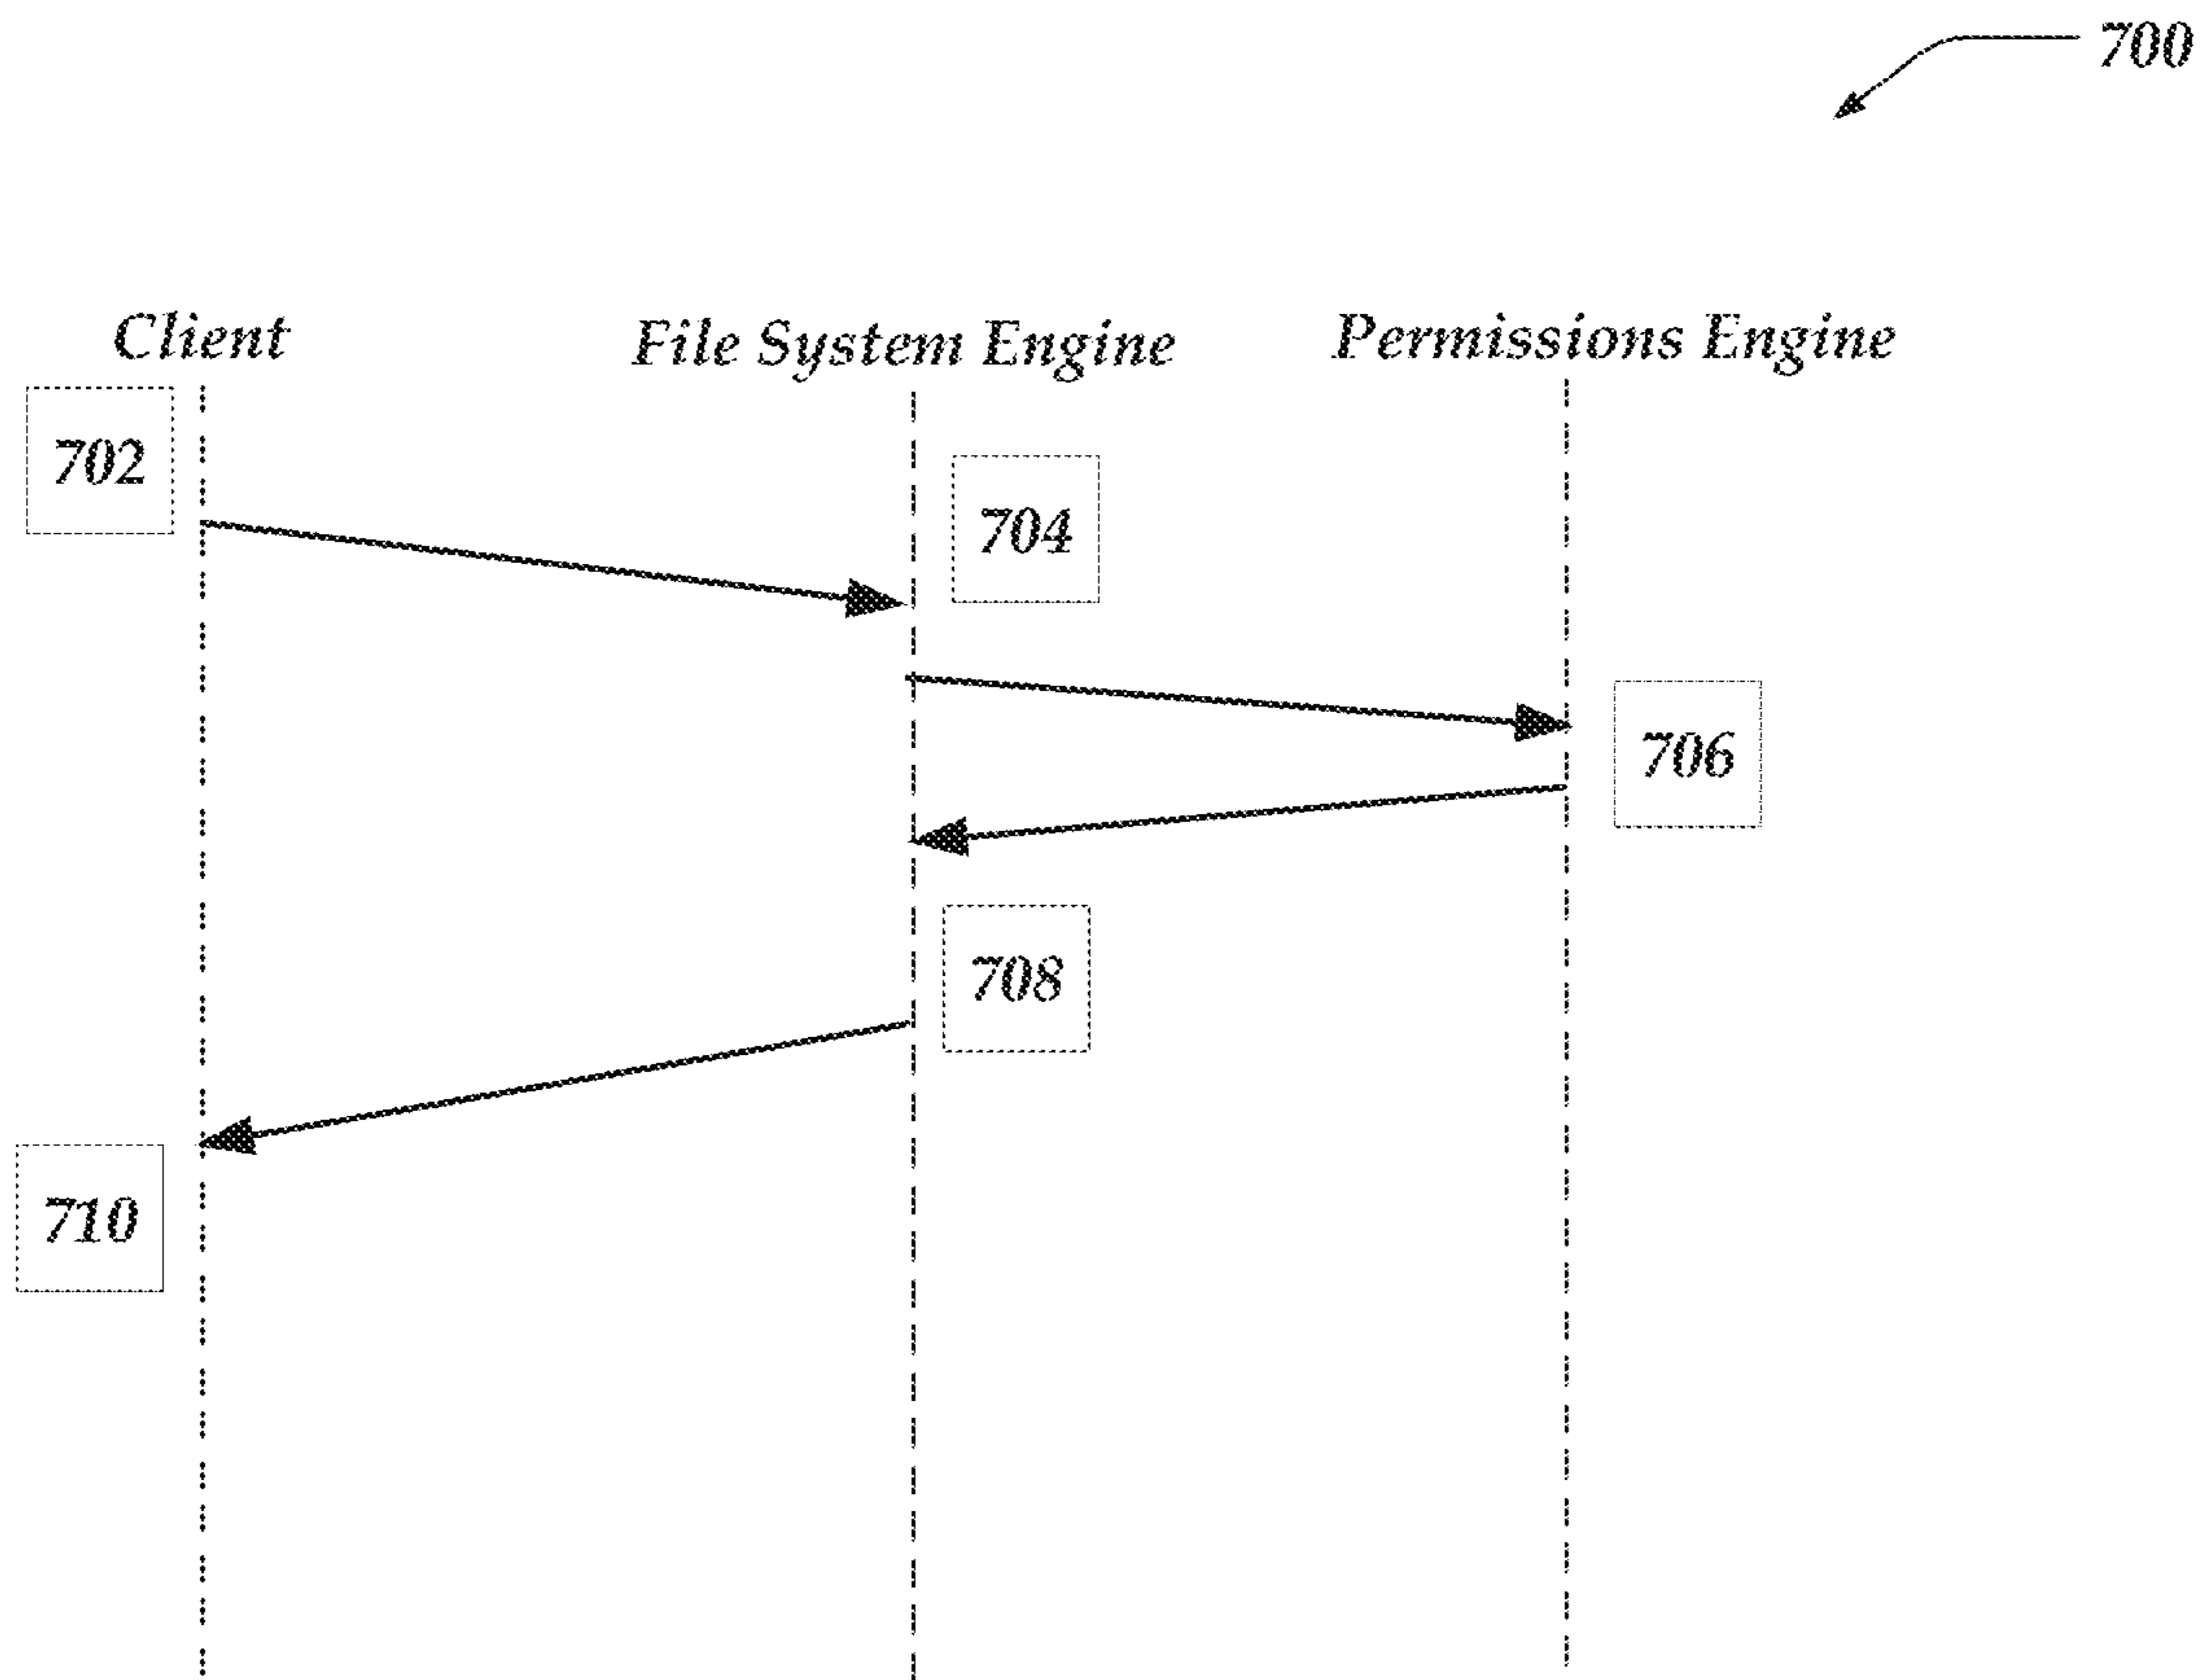 700
Client
File System Engine
Permissions Engine
702
704
706
708
710